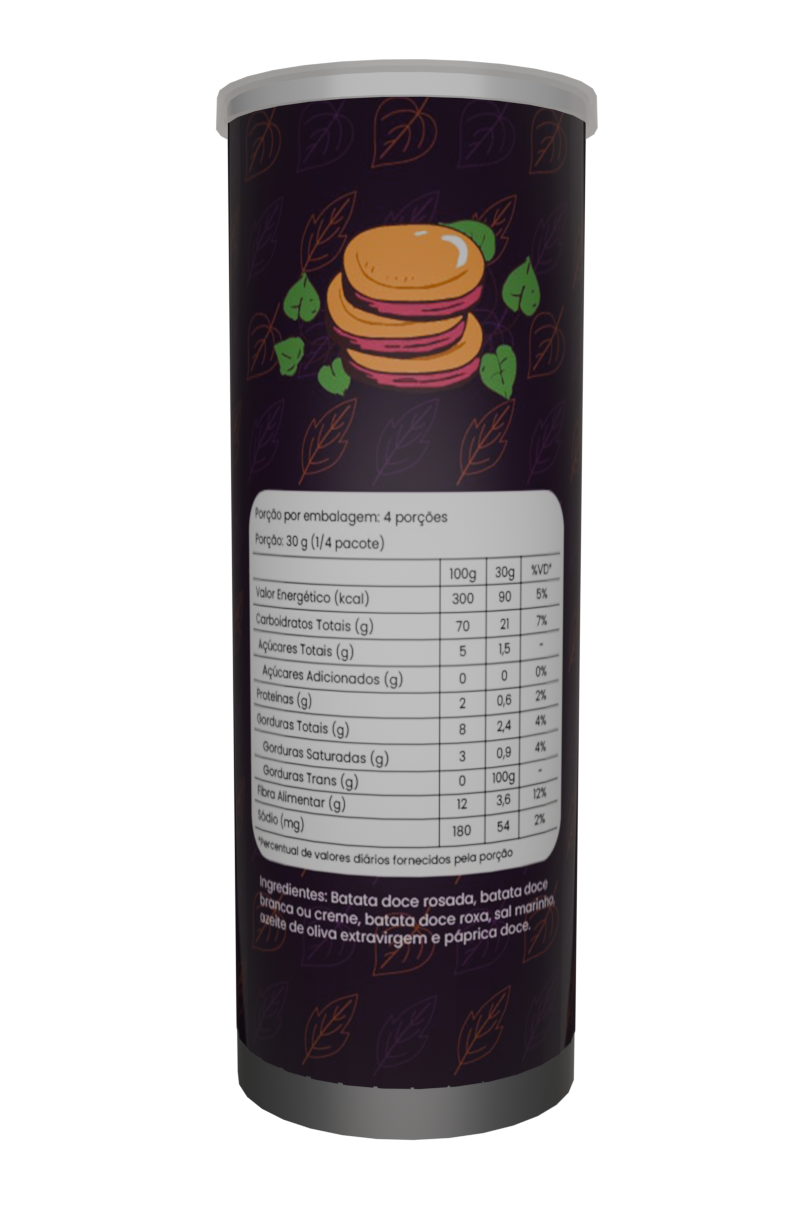 Porção por embalagem: 4 porções
Porção: 30 g (1/4 pacote)
100g 30g %VD*
Valor Energético (kcal) 300 90 5%
Carboidratos Totais (g) 70 21 7%
Açúcares Totais (g) 5 1,5 -
Açúcares Adicionados (g) 0 0 0%
Proteínas (g) 2 0,6 2%
Gorduras Totais (g) 8 2,4 4%
Gorduras Saturadas (g) 3 0,9 4%
Gorduras Trans (g) 0 100g -
Fibra Alimentar (g) 12 3,6 12%
Sódio (mg) 180 54 2%
*Percentual de valores diários fornecidos pela porção
Ingredientes: Batata doce rosada, batata doce
branca ou creme, batata doce roxa, sal marinho,
azeite de oliva extravirgem e páprica doce.